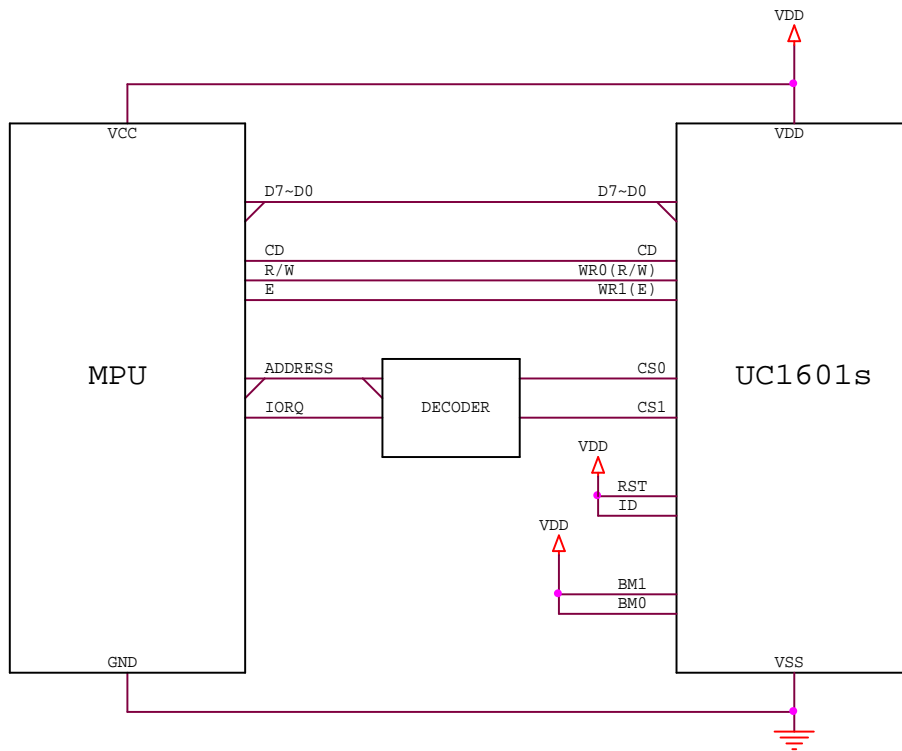 VDD
VCC
VDD
D7~D0
D7~D0
CD
CD
R/W
WR0(R/W)
E
WR1(E)
MPU
ADDRESS
CS0
UC1601s
IORQ
DECODER
CS1
VDD
RST
ID
VDD
BM1
BM0
GND
VSS